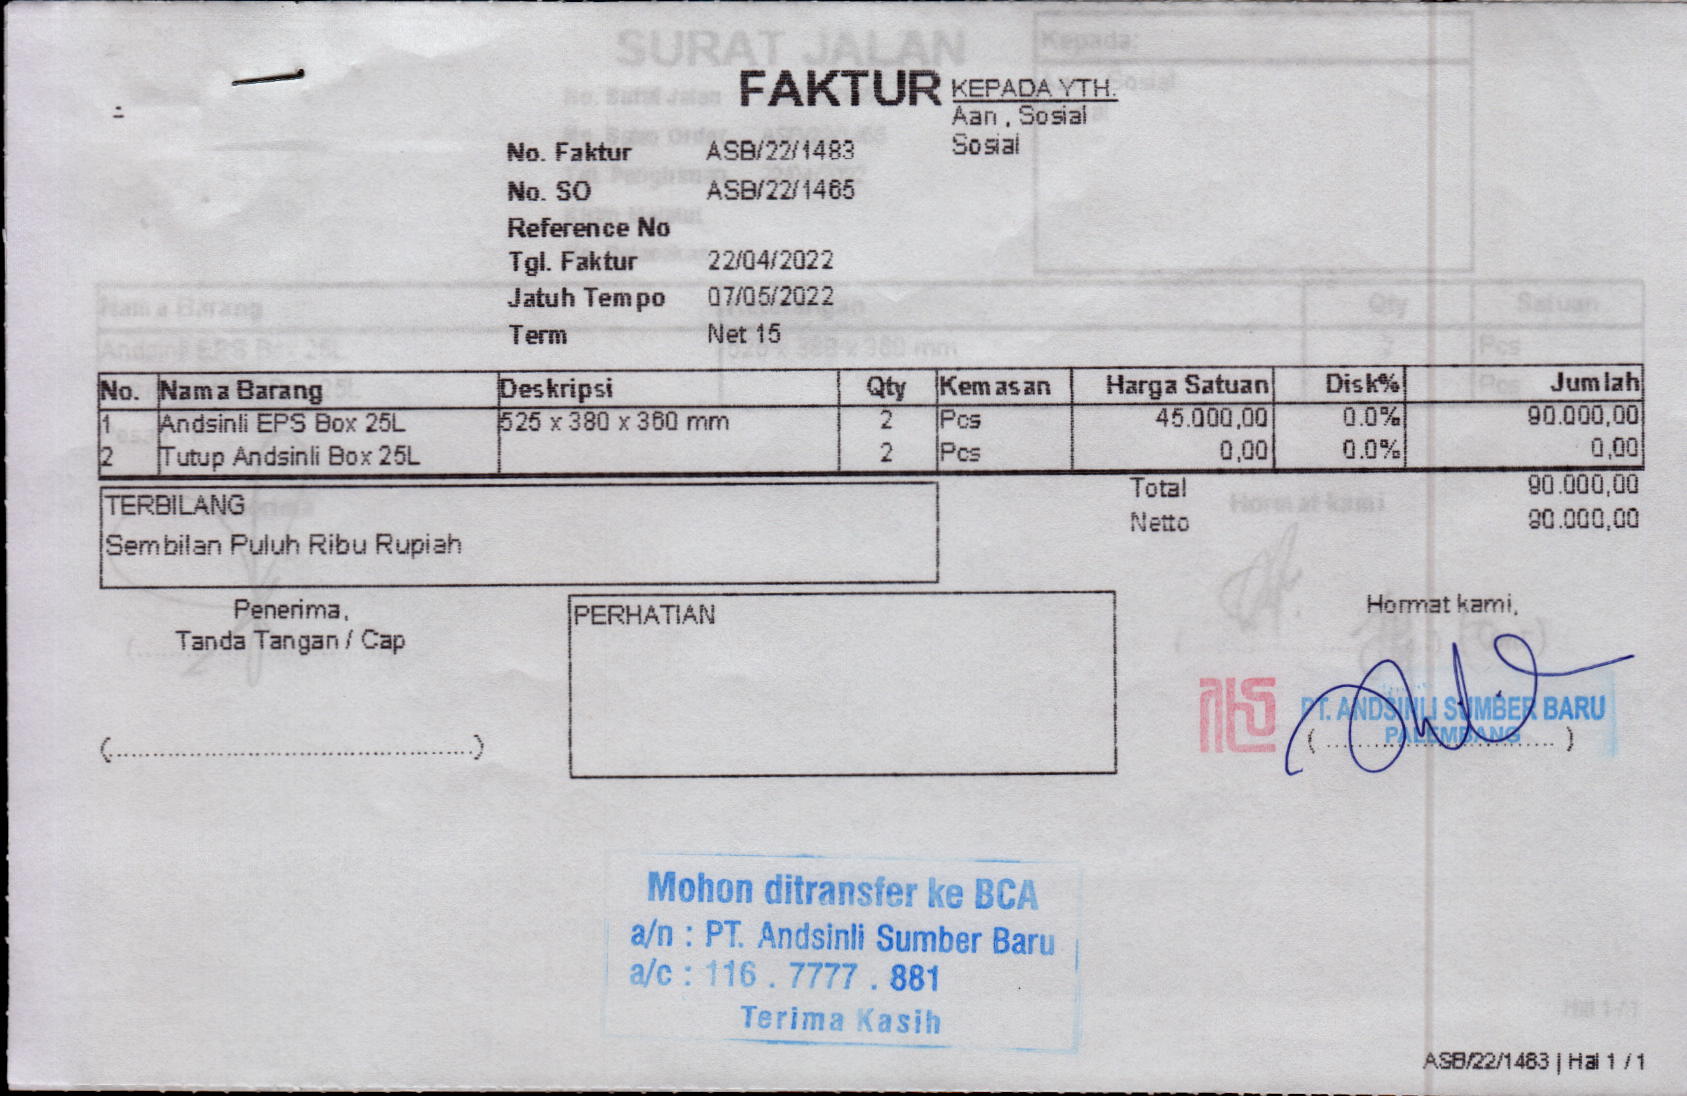 FAKTUR
KEPADA YTH.
Aan , Sosial
Sosial
No. Faktur ASB/22/1483
No. SO ASB/22/1465
Reference No
Tgl. Faktur 22/04/2022
Jatuh Tempo 07/05/2022
Term Net 15
No. Nama Barang Deskripsi Qty Kemasan Harga Satuan Disk% Jumlah
1 Andsinli EPS Box 25L 525 x 380 x 360 mm 2 Pcs 45.000,00 0.0% 90.000,00
2 Tutup Andsinli Box 25L 2 Pcs 0,00 0.0% 0,00
Total 90.000,00
Netto 90.000,00
TERBILANG
Sembilan Puluh Ribu Rupiah
Penerima,
Tanda Tangan / Cap
(..................................................)
PERHATIAN
Hormat kami,
PT. ANDSINLI SUMBER BARU
PALEMBANG
Mohon ditransfer ke BCA
a/n : PT. Andsinli Sumber Baru
a/c : 116 . 7777 . 881
Terima Kasih
ASB/22/1483 | Hal 1 / 1